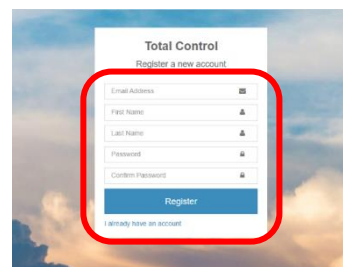 Total Control
Register a new account
Email Address
First Name
Last Name
Password
Confirm Password
Register
I already have an account